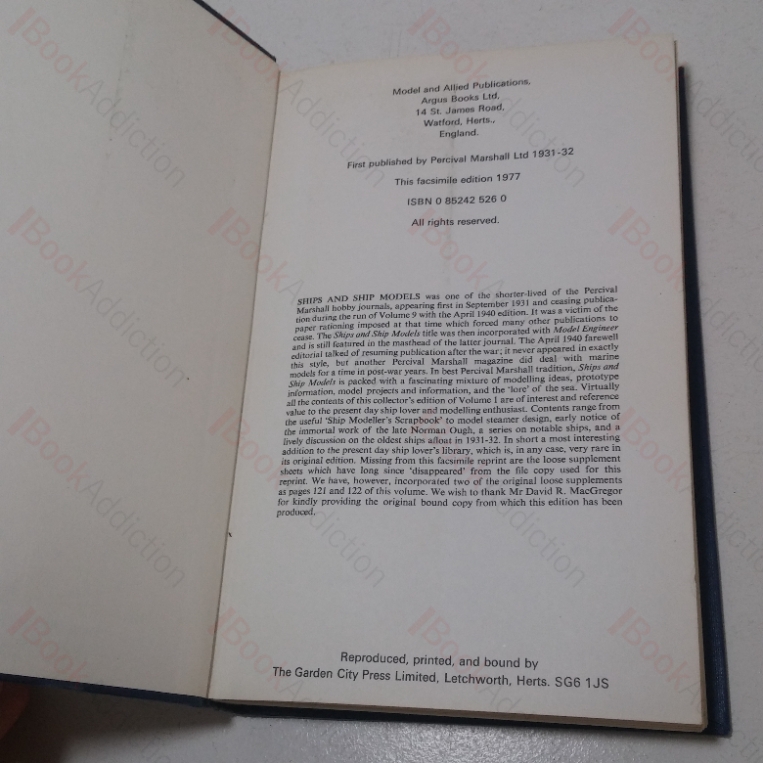 Model and Allied Publications,
Argus Books Ltd,
14 St. James Road,
Watford, Herts.,
England.
First published by Percival Marshall Ltd 1931-32
This facsimile edition 1977
ISBN 0 85242 526 0
All rights reserved.
SHIPS AND SHIP MODELS was one of the shorter-lived of the Percival
Marshall hobby journals, appearing first in September 1931 and ceasing publica-
tion during the run of Volume 9 with the April 1940 edition. It was a victim of the
paper rationing imposed at that time which forced many other publications to
cease. The Ships and Ship Models title was then incorporated with Model Engineer
and is still featured in the masthead of the latter journal. The April 1940 farewell
editorial talked of resuming publication after the war; it never appeared in exactly
this style, but another Percival Marshall magazine did deal with marine
models for a time in post-war years. In best Percival Marshall tradition, Ships and
Ship Models is packed with a fascinating mixture of modelling ideas, prototype
information, model projects and information, and the 'lore' of the sea. Virtually
all the contents of this collector's edition of Volume 1 are of interest and reference
value to the present day ship lover and modelling enthusiast. Contents range from
the useful 'Ship Modeller's Scrapbook' to model steamer design, early notice of
the immortal work of the late Norman Ough, a series on notable ships, and a
lively discussion on the oldest ships afloat in 1931-32. In short a most interesting
addition to the present day ship lover's library, which is, in any case, very rare in
its original edition. Missing from this facsimile reprint are the loose supplement
sheets which have long since 'disappeared' from the file copy used for this
reprint. We have, however, incorporated two of the original loose supplements
as pages 121 and 122 of this volume. We wish to thank Mr David R. MacGregor
for kindly providing the original bound copy from which this edition has been
produced.
Reproduced, printed, and bound by
The Garden City Press Limited, Letchworth, Herts. SG6 1JS
BookAddiction
BookAddiction
BookAddiction
BookAddiction
BookAddiction
BookAddiction
BookAddiction
BookAddiction